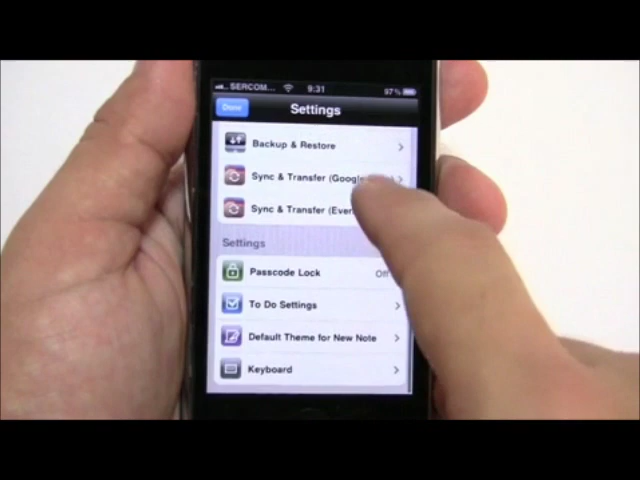 SERCOM... 9:31 97%
Done Settings
Backup & Restore
Sync & Transfer (Google
Sync & Transfer (Ever
Settings
Passcode Lock Off
To Do Settings
Default Theme for New Note
Keyboard